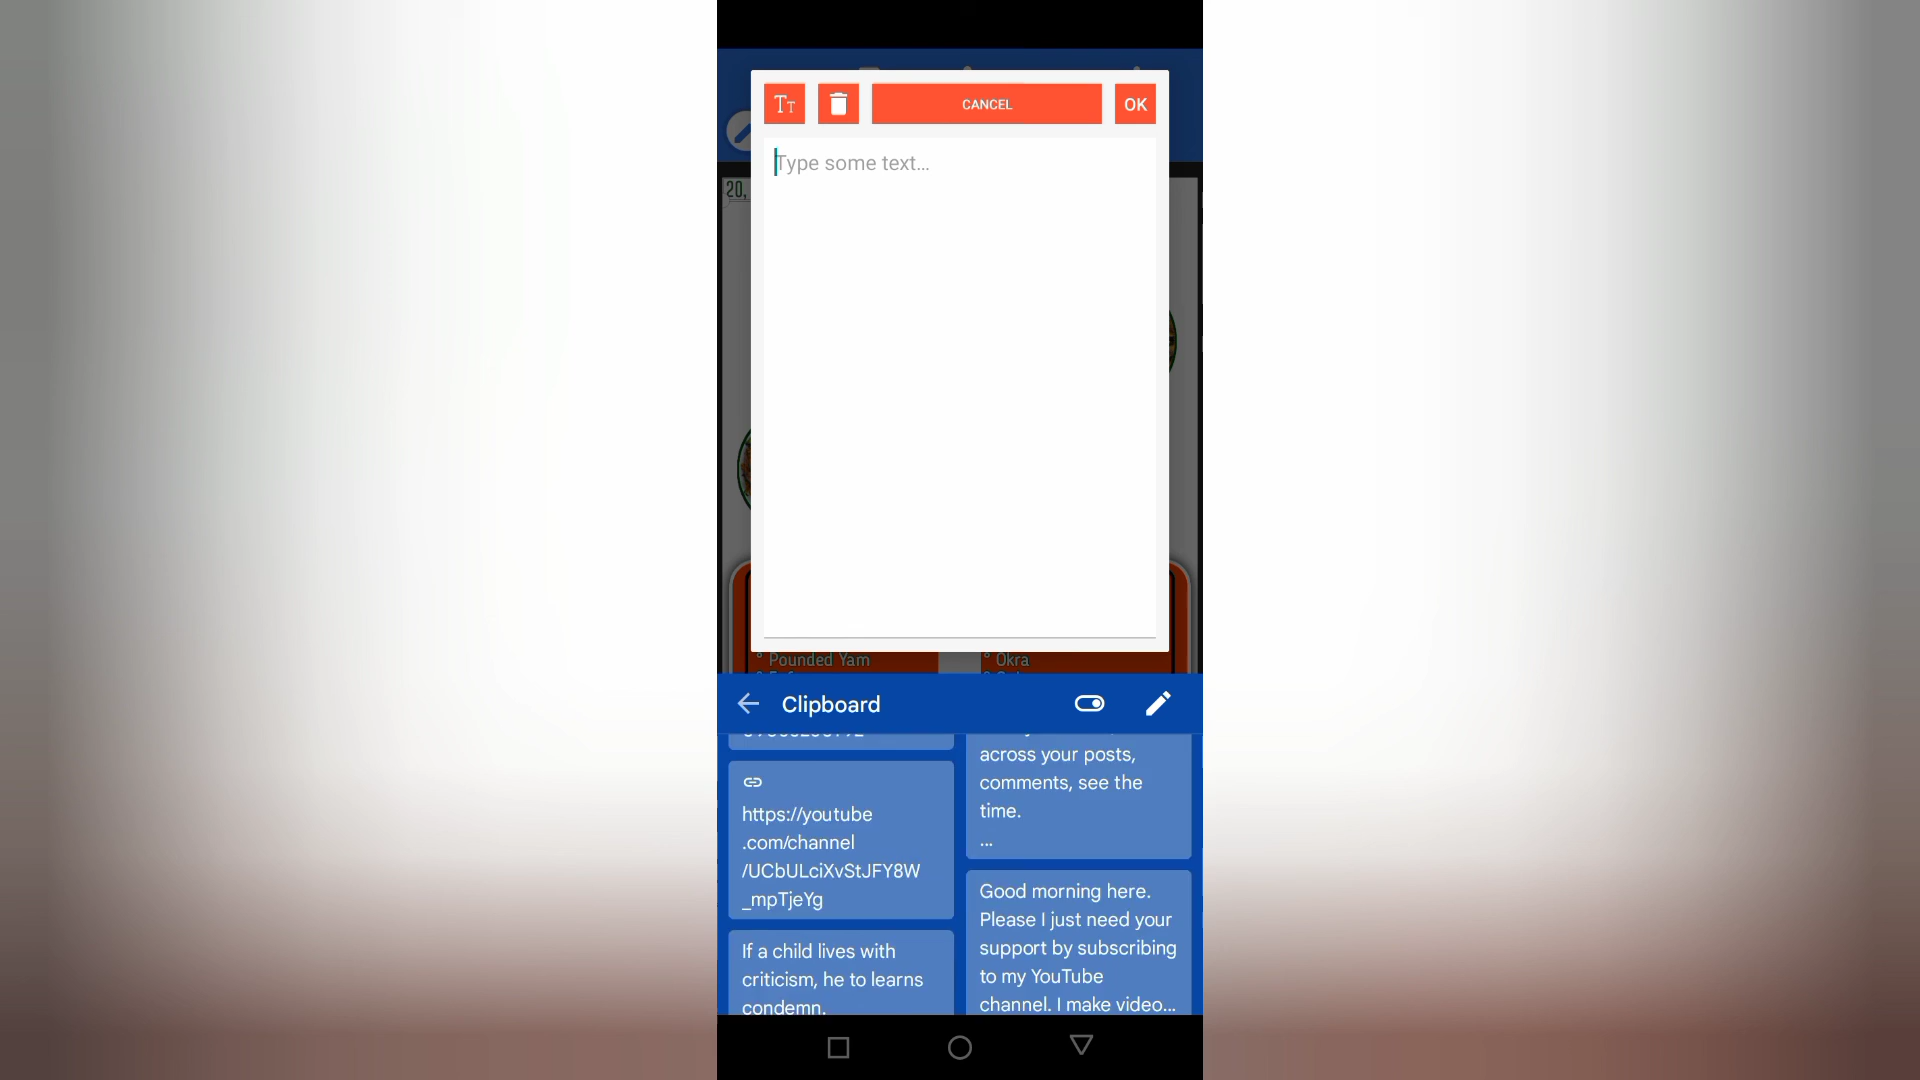 Tт
CANCEL
OK
Type some text...
20,
° Pounded Yam
° Okra
Clipboard
https://youtube
.com/channel
/UCbULciXvStJFY8W
_mpTjeYg
If a child lives with
criticism, he to learns
condemn.
across your posts,
comments, see the
time.
...
Good morning here.
Please I just need your
support by subscribing
to my YouTube
channel. I make video...